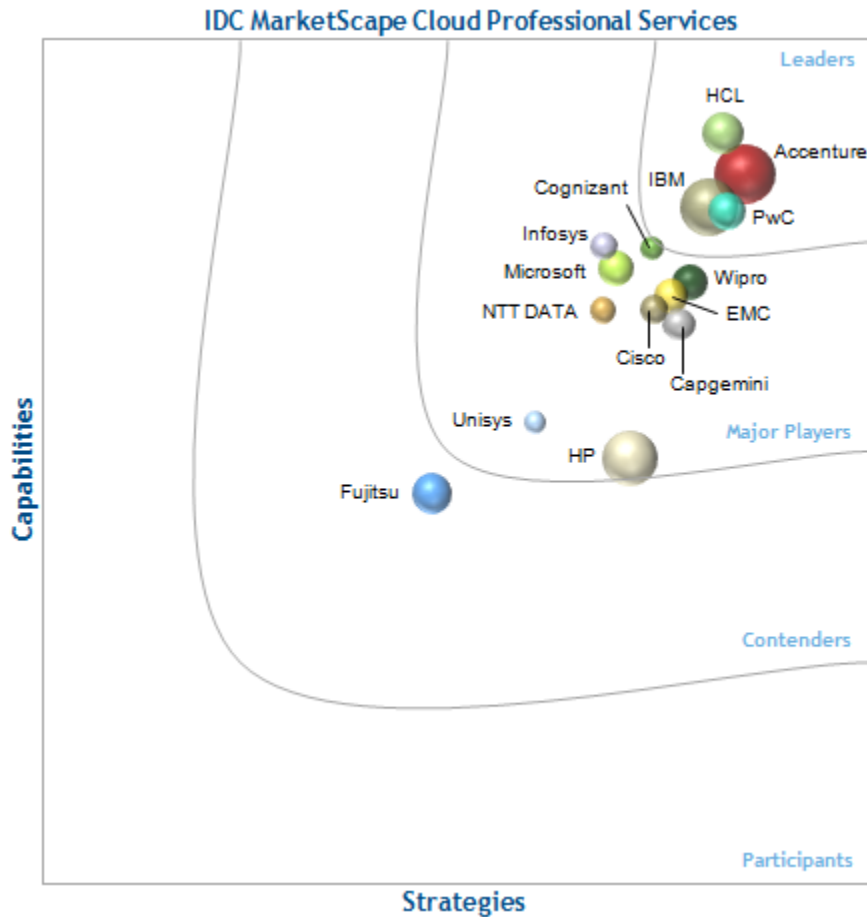 IDC MarketScape Cloud Professional Services
Leaders
HCL
Accenture
IBM
Cognizant
PwC
Infosys
Microsoft
Wipro
NTT DATA
EMC
Cisco
Capgemini
Unisys
Major Players
HP
Fujitsu
Capabilities
Contenders
Participants
Strategies